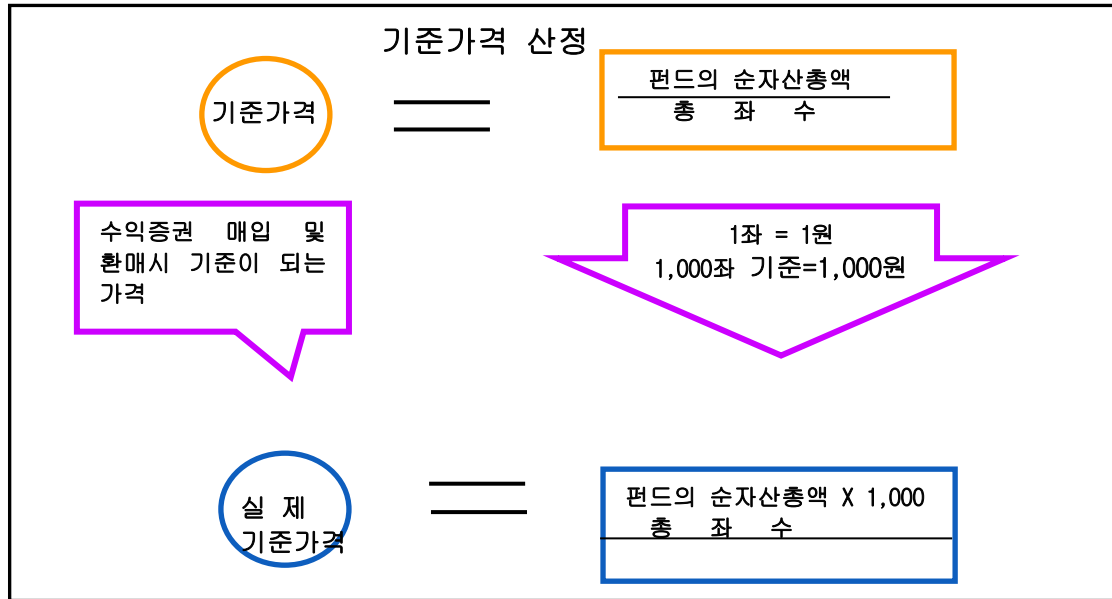 기준가격 산정
기준가격
펀드의 순자산총액
총 좌 수
수익증권 매입 및
환매시 기준이 되는
가격
1좌 = 1원
1,000좌 기준=1,000원
실 제
기준가격
펀드의 순자산총액 X 1,000
총 좌 수